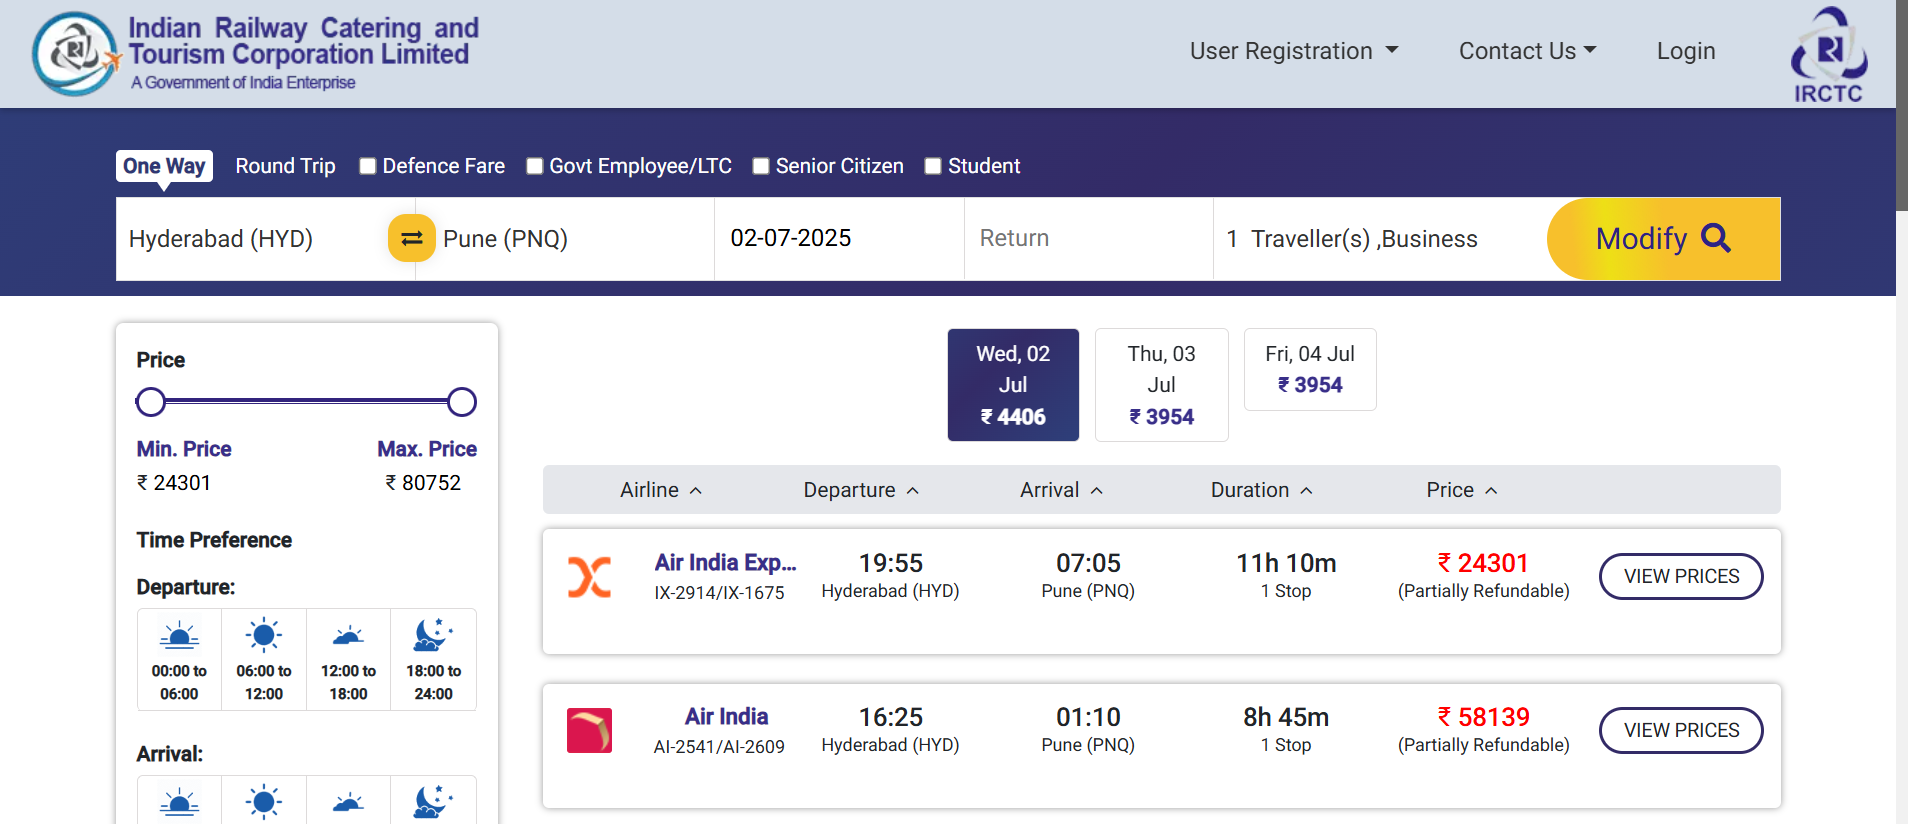 Indian Railway Catering and
Tourism Corporation Limited
A Government of India Enterprise
User Registration
Contact Us
Login
IRCTC
One Way
Round Trip
Defence Fare
Govt Employee/LTC
Senior Citizen
Student
Hyderabad (HYD)
Pune (PNQ)
02-07-2025
Return
1 Traveller(s) ,Business
Modify
Price
Min. Price
Max. Price
₹ 24301
₹ 80752
Time Preference
Departure:
00:00 to
06:00
06:00 to
12:00
12:00 to
18:00
18:00 to
24:00
Arrival:
Wed, 02
Jul
₹ 4406
Thu, 03
Jul
₹ 3954
Fri, 04 Jul
₹ 3954
Airline
Departure
Arrival
Duration
Price
Air India Exp...
IX-2914/IX-1675
19:55
Hyderabad (HYD)
07:05
Pune (PNQ)
11h 10m
1 Stop
₹ 24301
(Partially Refundable)
VIEW PRICES
Air India
AI-2541/AI-2609
16:25
Hyderabad (HYD)
01:10
Pune (PNQ)
8h 45m
1 Stop
₹ 58139
(Partially Refundable)
VIEW PRICES